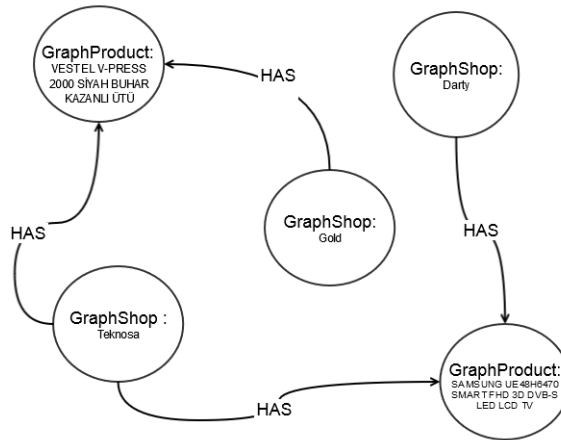 GraphProduct:
VESTEL V-PRESS
2000 SİYAH BUHAR
KAZANLI ÜTÜ
HAS
GraphShop:
Darty
GraphShop:
Gold
HAS
HAS
GraphShop :
Teknosa
GraphProduct:
SAMSUNG UE48H6470
SMART FHD 3D DVB-S
LED LCD TV
HAS